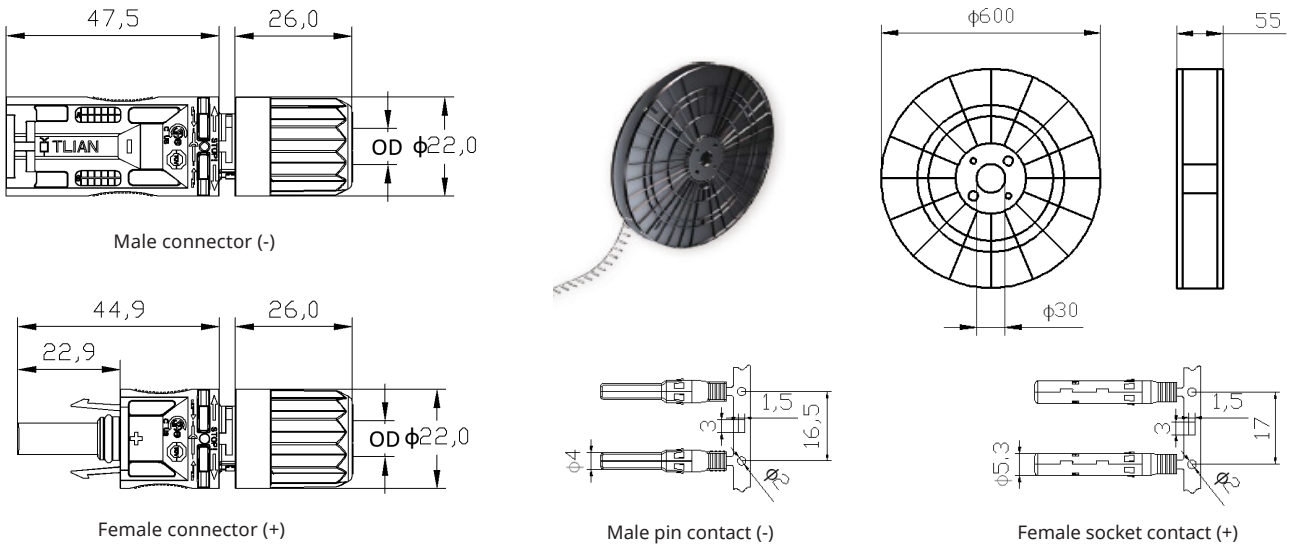 47,5
26,0
TLIAN
STOP!
OD
ϕ22,0
Male connector (-)
ϕ600
55
ϕ30
44,9
26,0
22,9
+
STOP!
OD
ϕ22,0
Female connector (+)
1,5
3
16,5
ϕ4
Male pin contact (-)
1,5
3
17
ϕ5,3
Female socket contact (+)